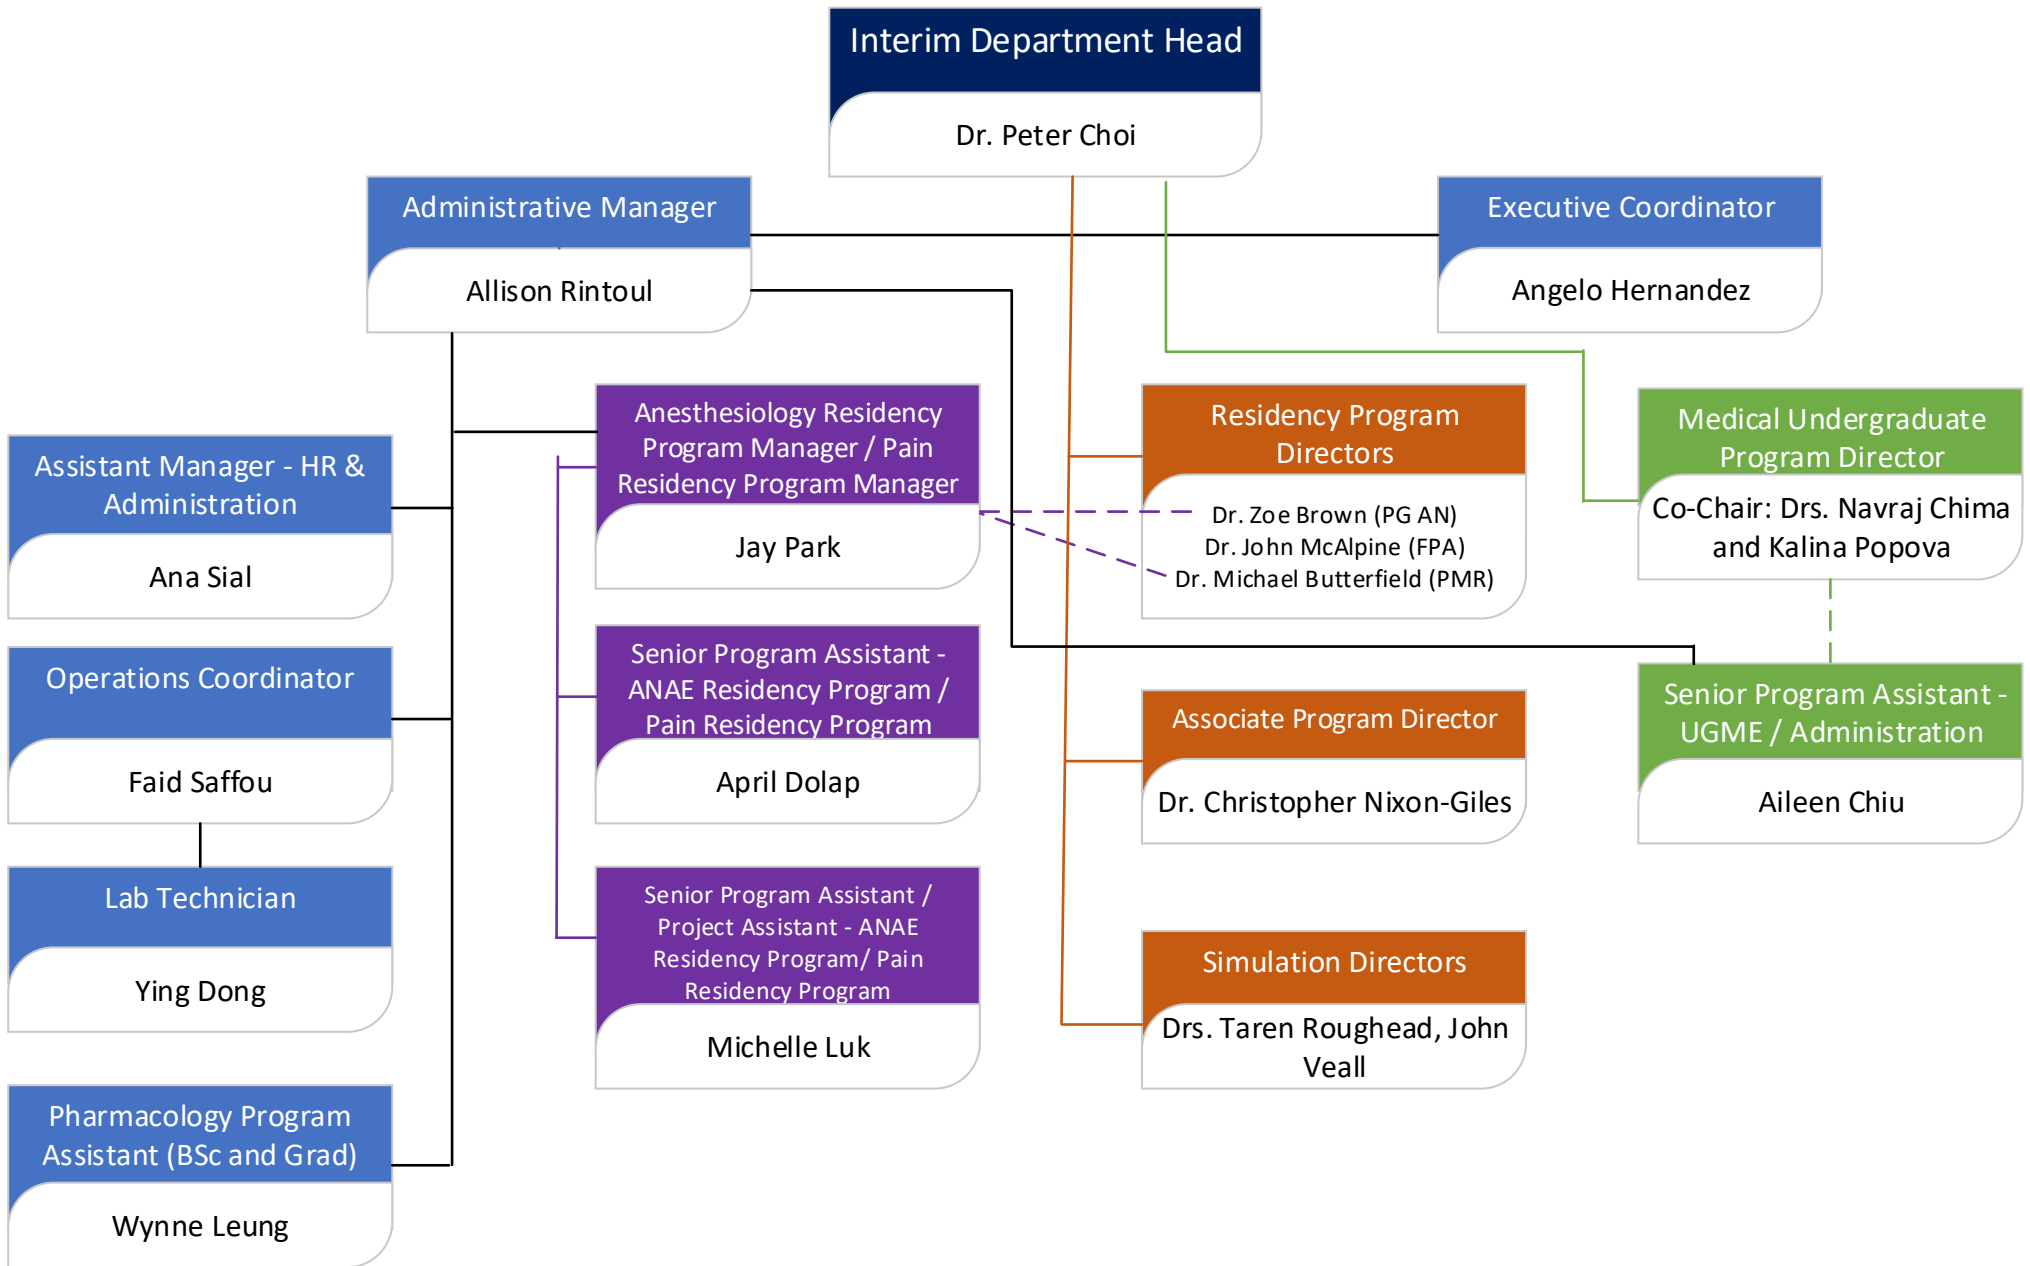 Interim Department Head
Dr. Peter Choi
Administrative Manager
Allison Rintoul
Executive Coordinator
Angelo Hernandez
Assistant Manager - HR &
Administration
Ana Sial
Operations Coordinator
Faid Saffou
Lab Technician
Ying Dong
Pharmacology Program
Assistant (BSc and Grad)
Wynne Leung
Anesthesiology Residency
Program Manager / Pain
Residency Program Manager
Jay Park
Senior Program Assistant -
ANAE Residency Program /
Pain Residency Program
April Dolap
Senior Program Assistant /
Project Assistant - ANAE
Residency Program/ Pain
Residency Program
Michelle Luk
Residency Program
Directors
Dr. Zoe Brown (PG AN)
Dr. John McAlpine (FPA)
Dr. Michael Butterfield (PMR)
Associate Program Director
Dr. Christopher Nixon-Giles
Simulation Directors
Drs. Taren Roughead, John
Veall
Medical Undergraduate
Program Director
Co-Chair: Drs. Navraj Chima
and Kalina Popova
Senior Program Assistant -
UGME / Administration
Aileen Chiu